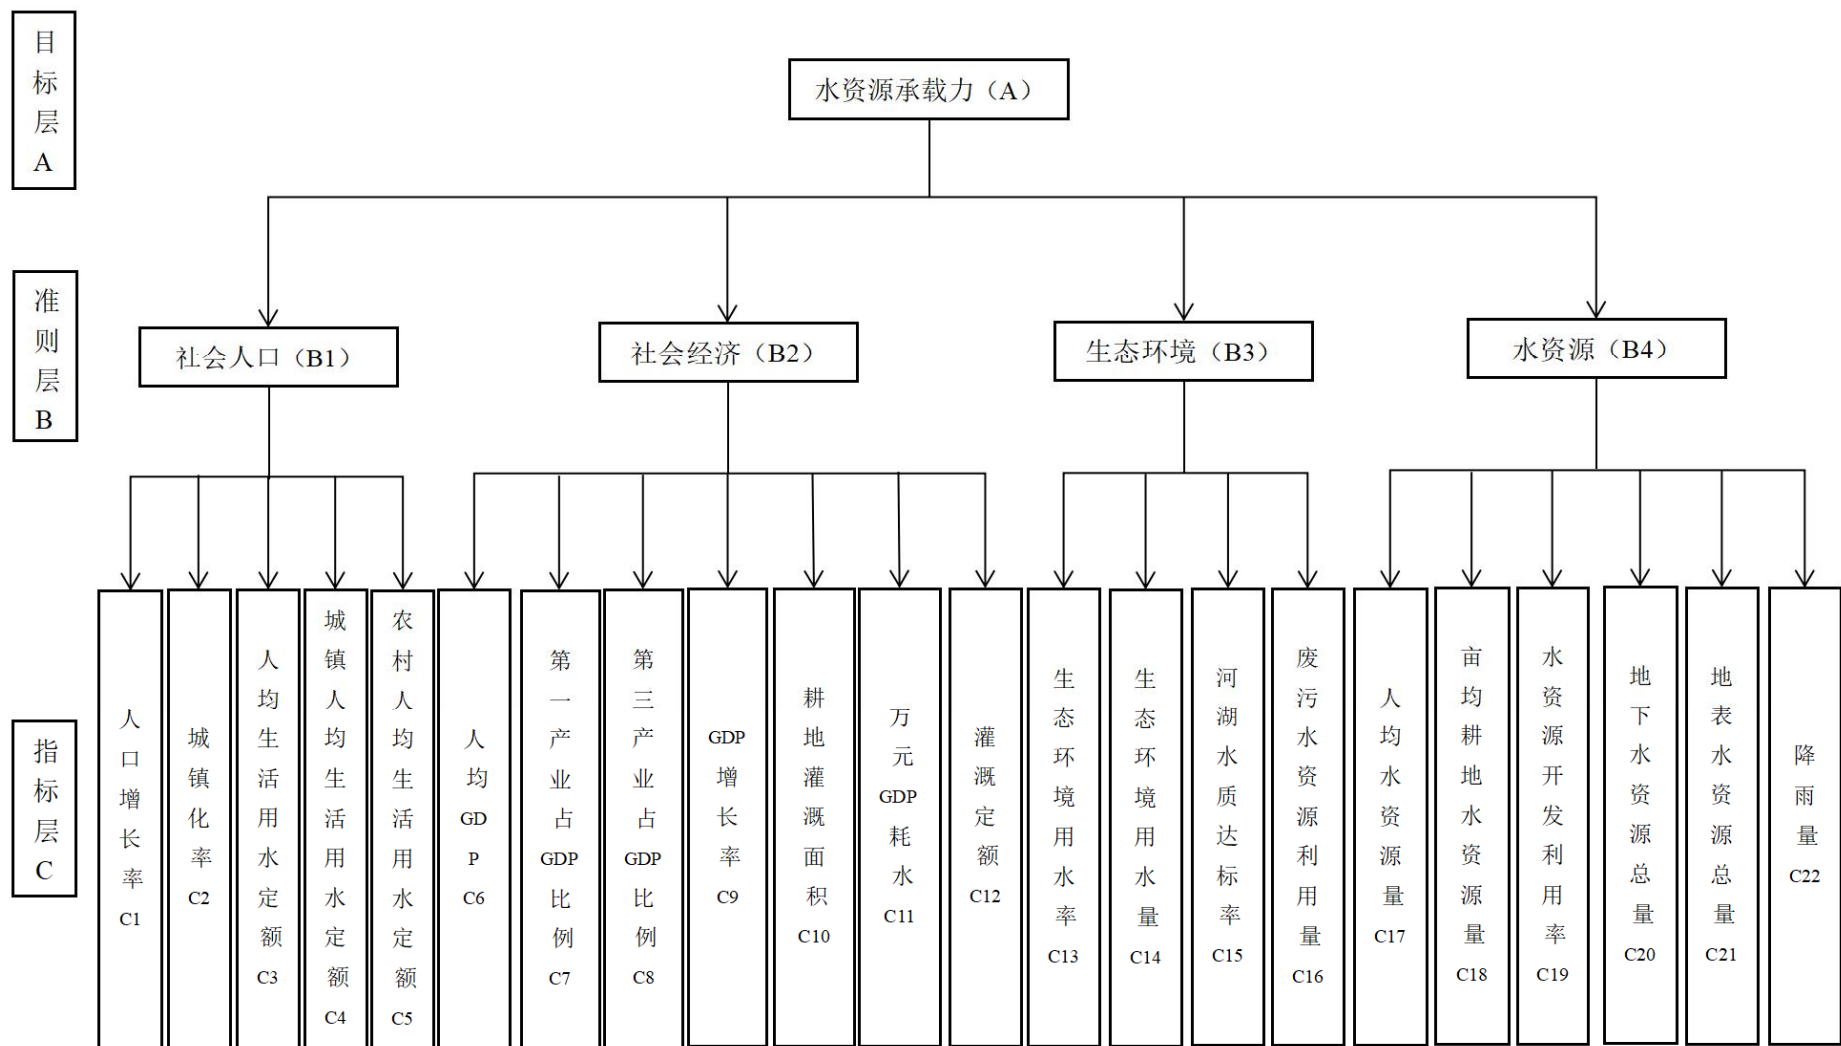 目标层A
水资源承载力（A）
准则层B
社会人口（B1）
社会经济（B2）
生态环境（B3）
水资源（B4）
指标层C
人口增长率C1
城镇化率C2
人均生活用水定额C3
城镇人均生活用水定额C4
农村人均生活用水定额C5
人均GDP C6
第一产业占GDP比例C7
第三产业占GDP比例C8
GDP增长率C9
耕地灌溉面积C10
万元GDP耗水C11
灌溉定额C12
生态环境用水率C13
生态环境用水量C14
河湖水质达标率C15
废污水资源利用量C16
人均水资源量C17
亩均耕地水资源量C18
水资源开发利用率C19
地下水资源总量C20
地表水资源总量C21
降雨量C22